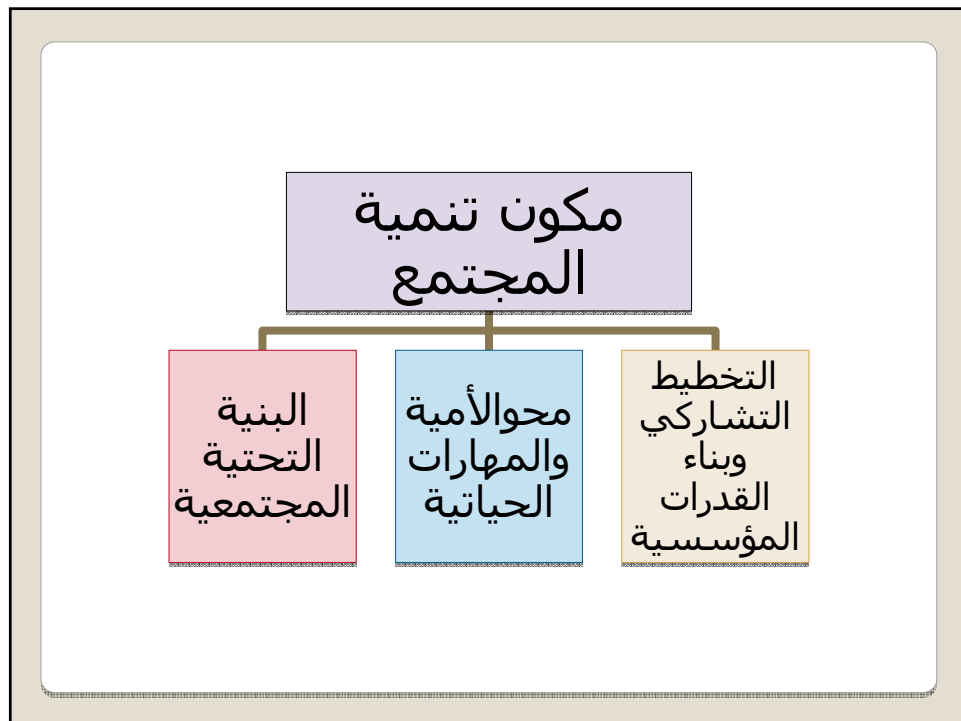 مكون تنمية
المجتمع
التخطيط
التشاركي
وبناء
القدرات
المؤسسية
محوالأمية
والمهارات
الحياتية
البنية
التحتية
المجتمعية